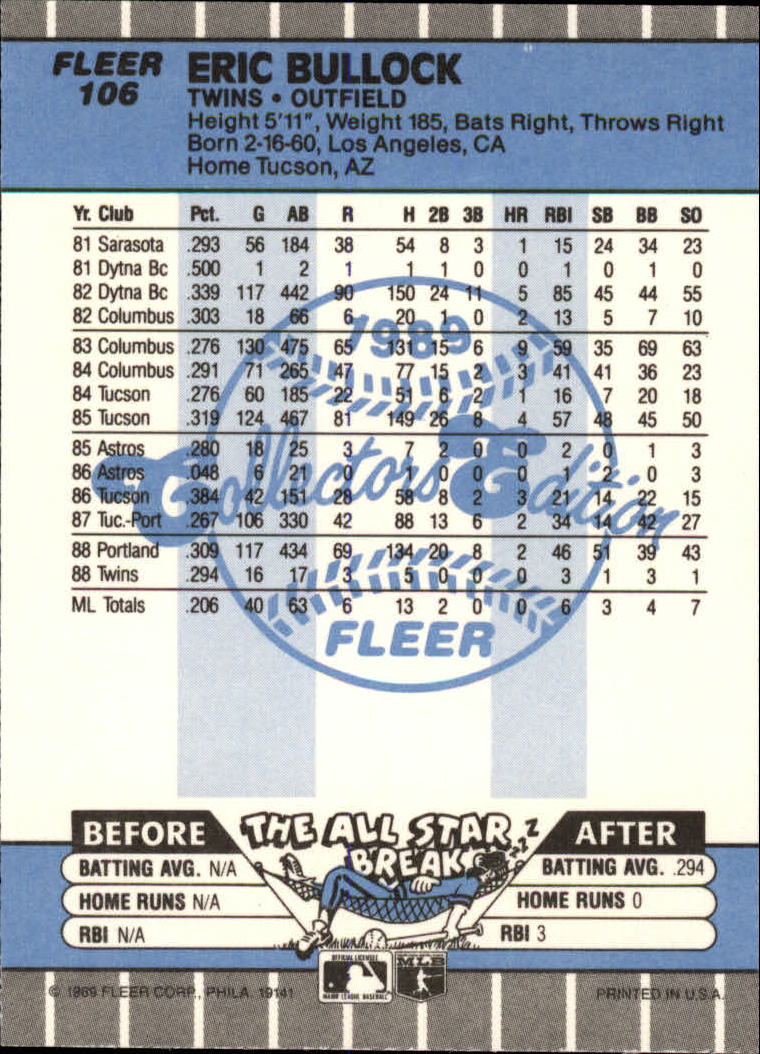 FLEER
106
ERIC BULLOCK
TWINS • OUTFIELD
Height 5'11", Weight 185, Bats Right, Throws Right
Born 2-16-60, Los Angeles, CA
Home Tucson, AZ
Yr. Club Pct. G AB R H 2B 3B HR RBI SB BB SO
81 Sarasota .293 56 184 38 54 8 3 1 15 24 34 23
81 Dytna Bc .500 1 2 1 1 1 0 0 1 0 1 0
82 Dytna Bc .339 117 442 90 150 24 11 5 85 45 44 55
82 Columbus .303 18 66 6 20 1 0 2 13 5 7 10
83 Columbus .276 130 475 65 131 15 6 9 59 35 69 63
84 Columbus .291 71 265 47 77 15 2 3 41 41 36 23
84 Tucson .276 60 185 22 51 6 2 1 16 7 20 18
85 Tucson .319 124 467 81 149 26 8 4 57 48 45 50
85 Astros .280 18 25 3 7 2 0 0 2 0 1 3
86 Astros .048 6 21 0 1 0 0 0 1 2 0 3
86 Tucson .384 42 151 28 58 8 2 3 21 14 22 15
87 Tuc.-Port .267 106 330 42 88 13 6 2 34 14 42 27
88 Portland .309 117 434 69 134 20 8 2 46 51 39 43
88 Twins .294 16 17 3 5 0 0 0 3 1 3 1
ML Totals .206 40 63 6 13 2 0 0 6 3 4 7
1989
Collectors Edition
FLEER
BEFORE
THE ALL STAR BREAK
zzZ
AFTER
BATTING AVG. N/A
BATTING AVG. .294
HOME RUNS N/A
HOME RUNS 0
RBI N/A
RBI 3
OFFICIAL LICENSEE
MAJOR LEAGUE BASEBALL
MLB
© 1989 FLEER CORP., PHILA. 19141
PRINTED IN U.S.A.